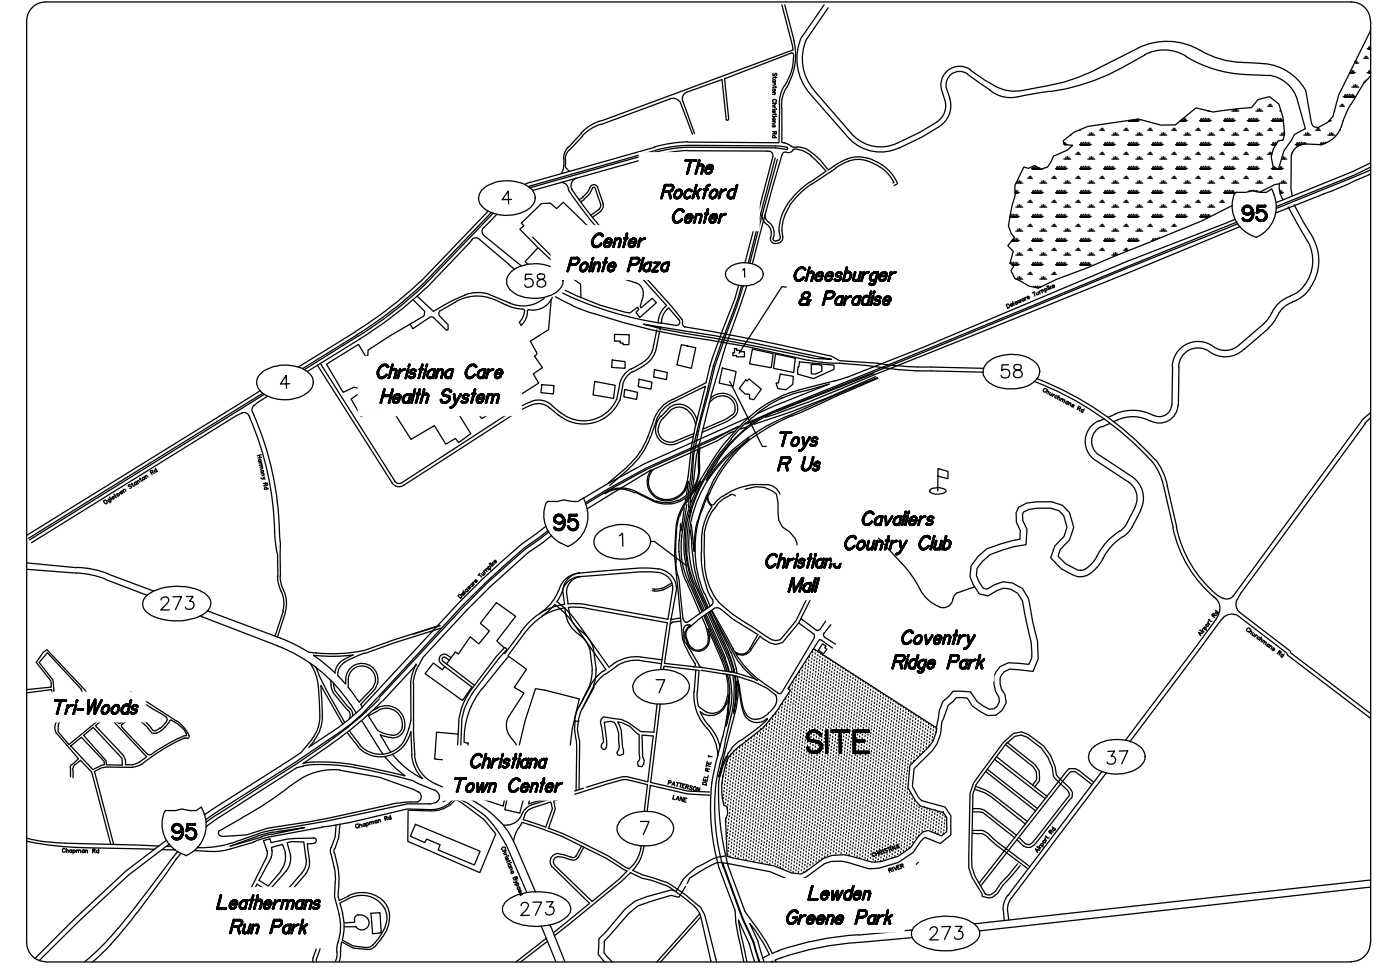 Stanton Christiana Rd
The
Rockford
Center
4
95
Center
Pointe Plaza
58
1
Cheesburger
& Paradise
Delaware Turnpike
Christiana Care
Health System
4
58
Churchmans Rd
Toys
R Us
Harmony Rd
Ogletown Stanton Rd
95
Cavaliers
Country Club
1
Christiana
Mall
Delaware Turnpike
273
Airport Rd
Churchmans Rd
Coventry
Ridge Park
7
Tri-Woods
SITE
37
Christiana
Town Center
DEL RTE 1
PATTERSON
LANE
95
7
Chapman Rd
Chapman Rd
Airport Rd
CHRISTINA
RIVER
Christiana Bypass
Leathermans
Run Park
273
Lewden
Greene Park
273